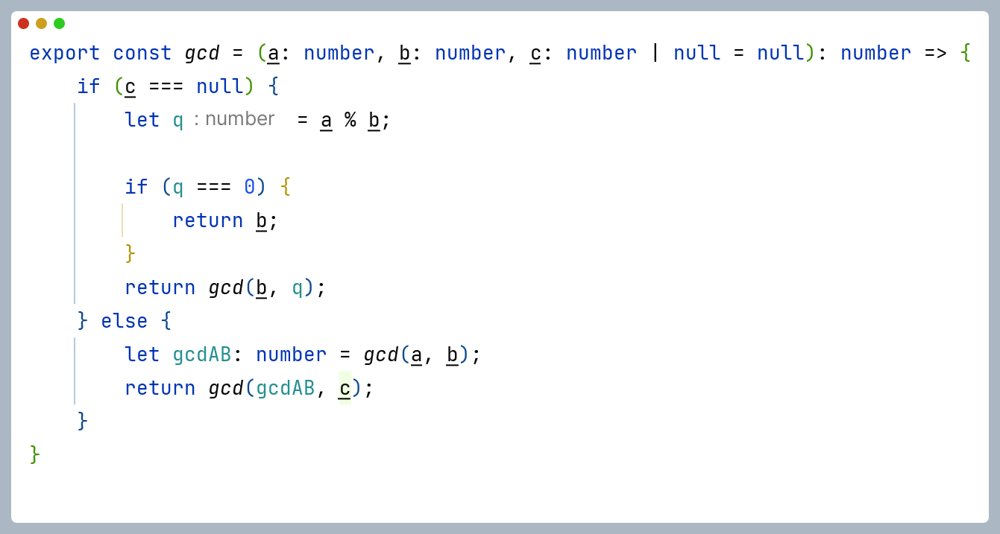 export const gcd = (a: number, b: number, c: number | null = null): number => {
    if (c === null) {
        let q : number = a % b;

        if (q === 0) {
            return b;
        }
        return gcd(b, q);
    } else {
        let gcdAB: number = gcd(a, b);
        return gcd(gcdAB, c);
    }
}